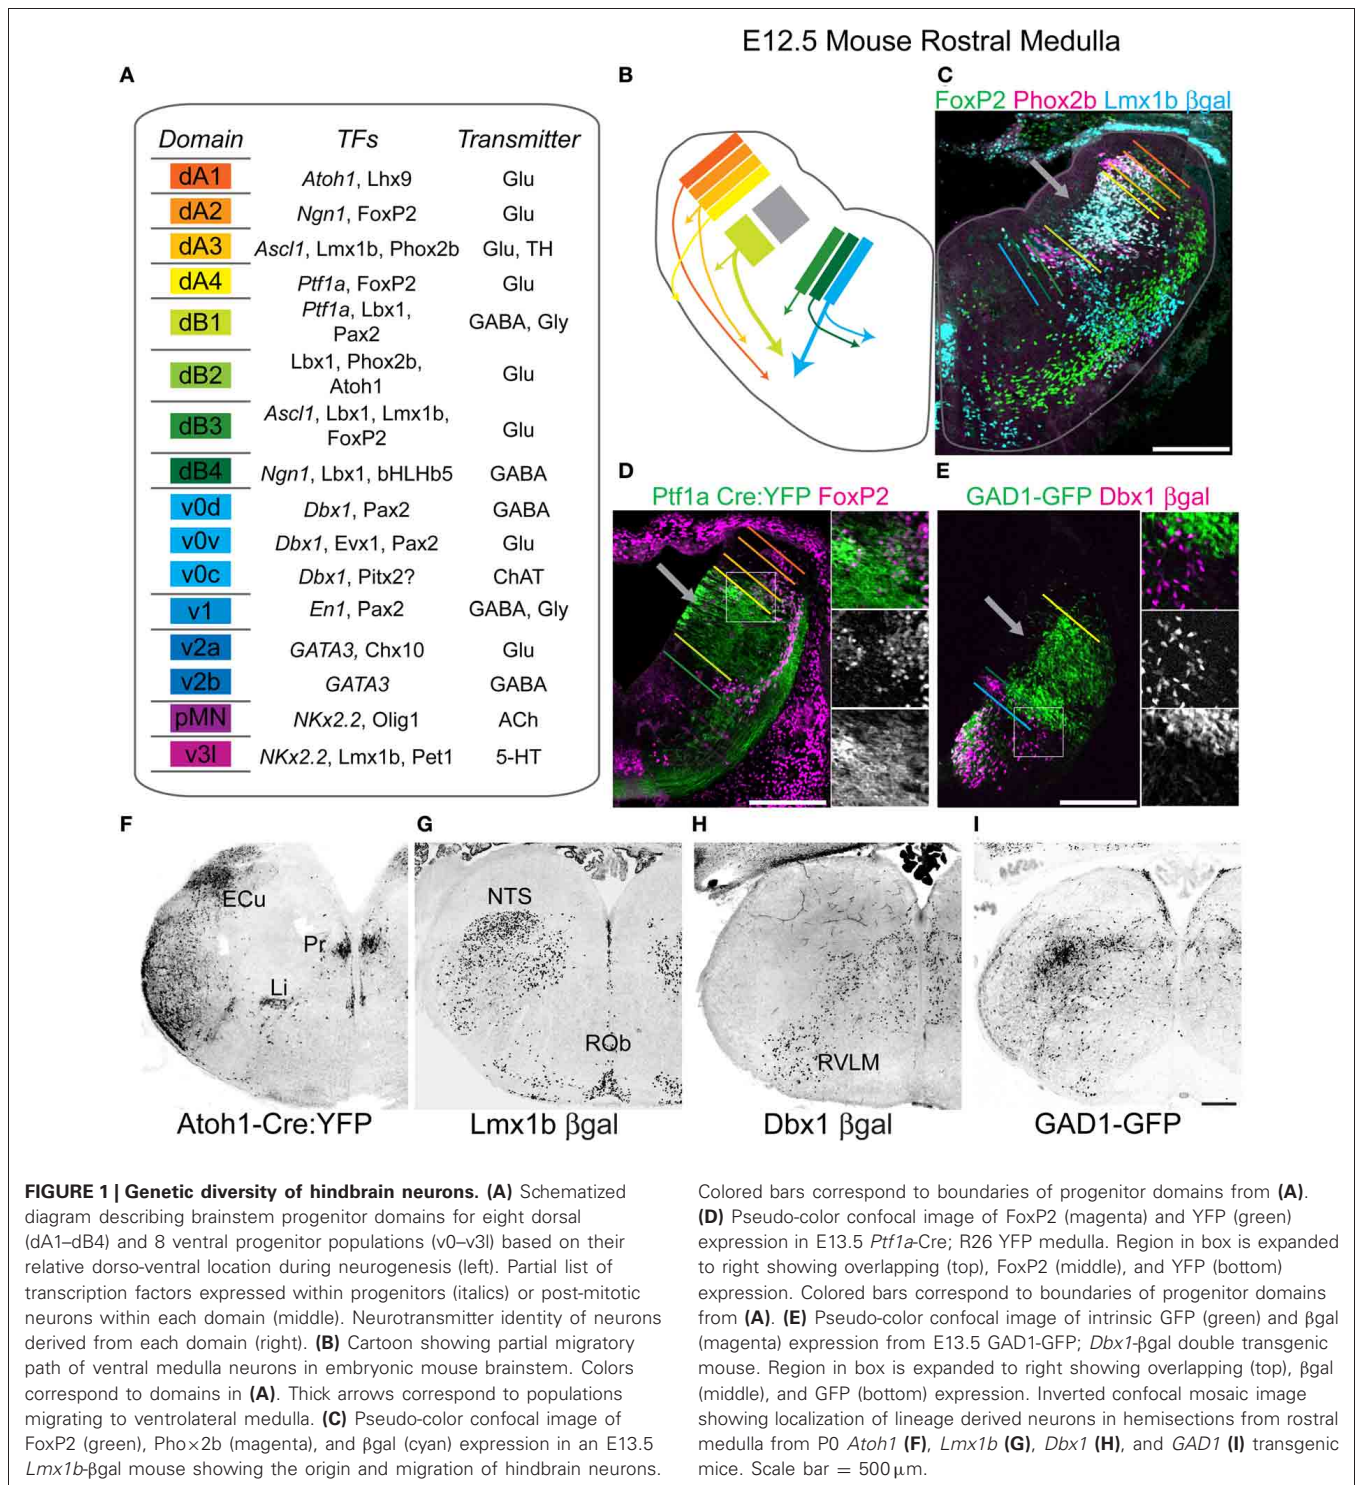 E12.5 Mouse Rostral Medulla
A
Domain TFs Transmitter
dA1 Atoh1, Lhx9 Glu
dA2 Ngn1, FoxP2 Glu
dA3 Ascl1, Lmx1b, Phox2b Glu, TH
dA4 Ptf1a, FoxP2 Glu
dB1 Ptf1a, Lbx1, Pax2 GABA, Gly
dB2 Lbx1, Phox2b, Atoh1 Glu
dB3 Ascl1, Lbx1, Lmx1b, FoxP2 Glu
dB4 Ngn1, Lbx1, bHLHb5 GABA
v0d Dbx1, Pax2 GABA
v0v Dbx1, Evx1, Pax2 Glu
v0c Dbx1, Pitx2? ChAT
v1 En1, Pax2 GABA, Gly
v2a GATA3, Chx10 Glu
v2b GATA3 GABA
pMN NKx2.2, Olig1 ACh
v3l NKx2.2, Lmx1b, Pet1 5-HT
B
C
FoxP2 Phox2b Lmx1b βgal
D
Ptf1a Cre:YFP FoxP2
E
GAD1-GFP Dbx1 βgal
F
ECu
Pr
Li
Atoh1-Cre:YFP
G
NTS
ROb
Lmx1b βgal
H
RVLM
Dbx1 βgal
I
GAD1-GFP
FIGURE 1 | Genetic diversity of hindbrain neurons. (A) Schematized
diagram describing brainstem progenitor domains for eight dorsal
(dA1–dB4) and 8 ventral progenitor populations (v0–v3l) based on their
relative dorso-ventral location during neurogenesis (left). Partial list of
transcription factors expressed within progenitors (italics) or post-mitotic
neurons within each domain (middle). Neurotransmitter identity of neurons
derived from each domain (right). (B) Cartoon showing partial migratory
path of ventral medulla neurons in embryonic mouse brainstem. Colors
correspond to domains in (A). Thick arrows correspond to populations
migrating to ventrolateral medulla. (C) Pseudo-color confocal image of
FoxP2 (green), Pho×2b (magenta), and βgal (cyan) expression in an E13.5
Lmx1b-βgal mouse showing the origin and migration of hindbrain neurons.
Colored bars correspond to boundaries of progenitor domains from (A).
(D) Pseudo-color confocal image of FoxP2 (magenta) and YFP (green)
expression in E13.5 Ptf1a-Cre; R26 YFP medulla. Region in box is expanded
to right showing overlapping (top), FoxP2 (middle), and YFP (bottom)
expression. Colored bars correspond to boundaries of progenitor domains
from (A). (E) Pseudo-color confocal image of intrinsic GFP (green) and βgal
(magenta) expression from E13.5 GAD1-GFP; Dbx1-βgal double transgenic
mouse. Region in box is expanded to right showing overlapping (top), βgal
(middle), and GFP (bottom) expression. Inverted confocal mosaic image
showing localization of lineage derived neurons in hemisections from rostral
medulla from P0 Atoh1 (F), Lmx1b (G), Dbx1 (H), and GAD1 (I) transgenic
mice. Scale bar = 500 μm.